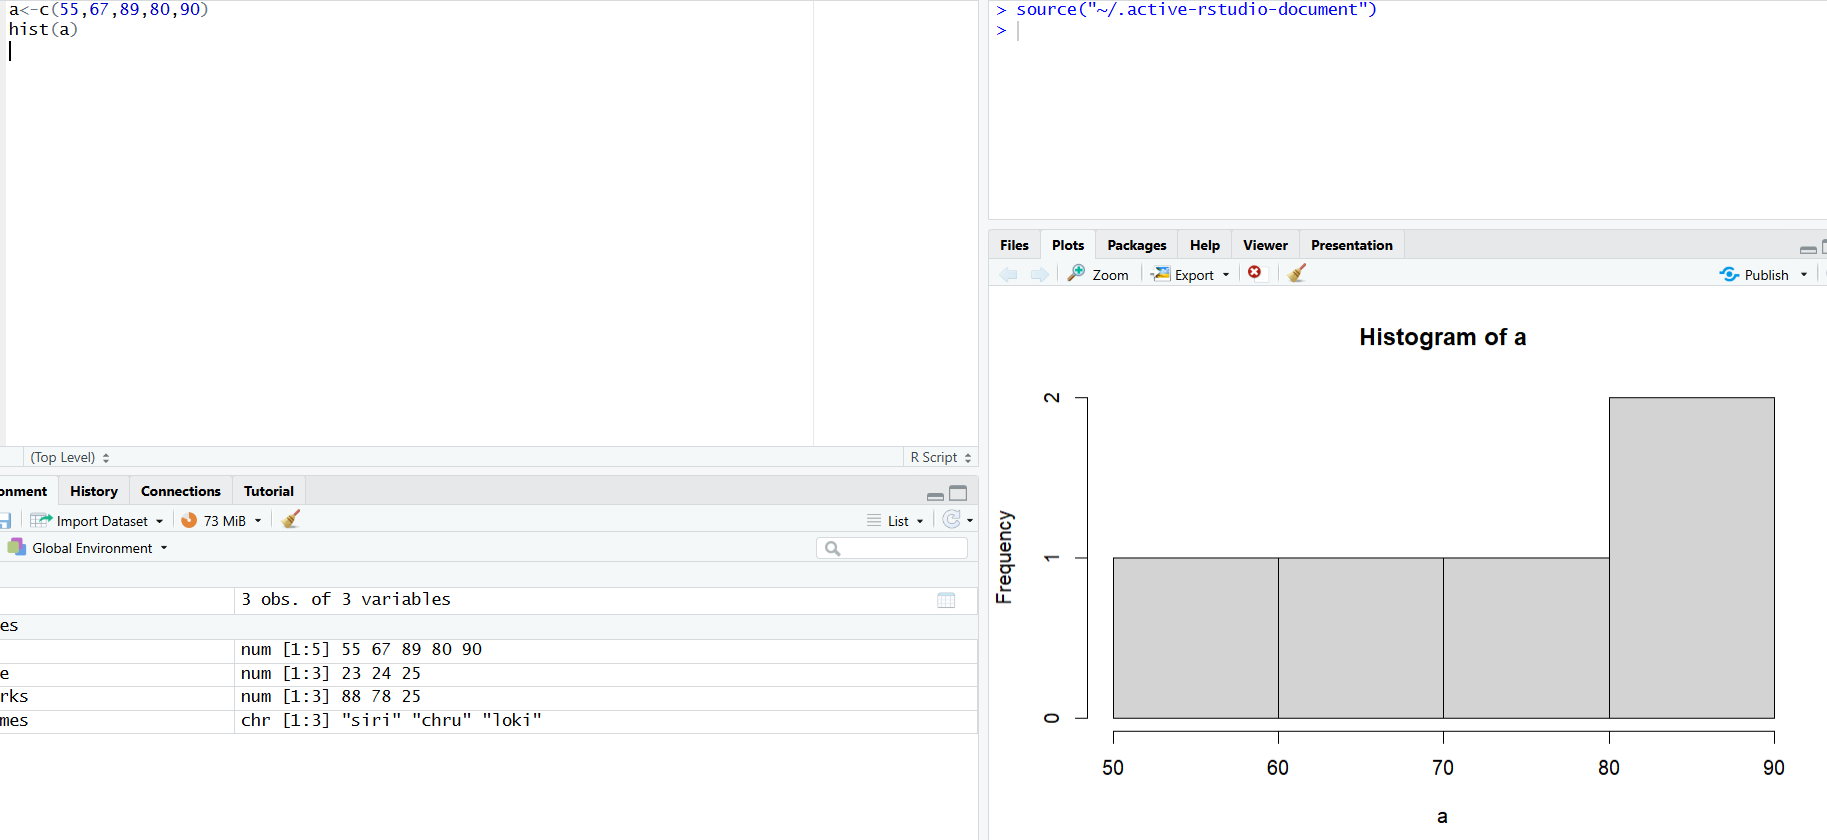 a<-c(55,67,89,80,90)
hist(a)
(Top Level)
R Script
onment History Connections Tutorial
Import Dataset 73 MiB List
Global Environment
3 obs. of 3 variables
es
num [1:5] 55 67 89 80 90
e num [1:3] 23 24 25
rks num [1:3] 88 78 25
mes chr [1:3] "siri" "chru" "loki"
> source("~/.active-rstudio-document")
>
Files Plots Packages Help Viewer Presentation
Zoom Export Publish
Histogram of a
Frequency
2
1
0
50 60 70 80 90
a